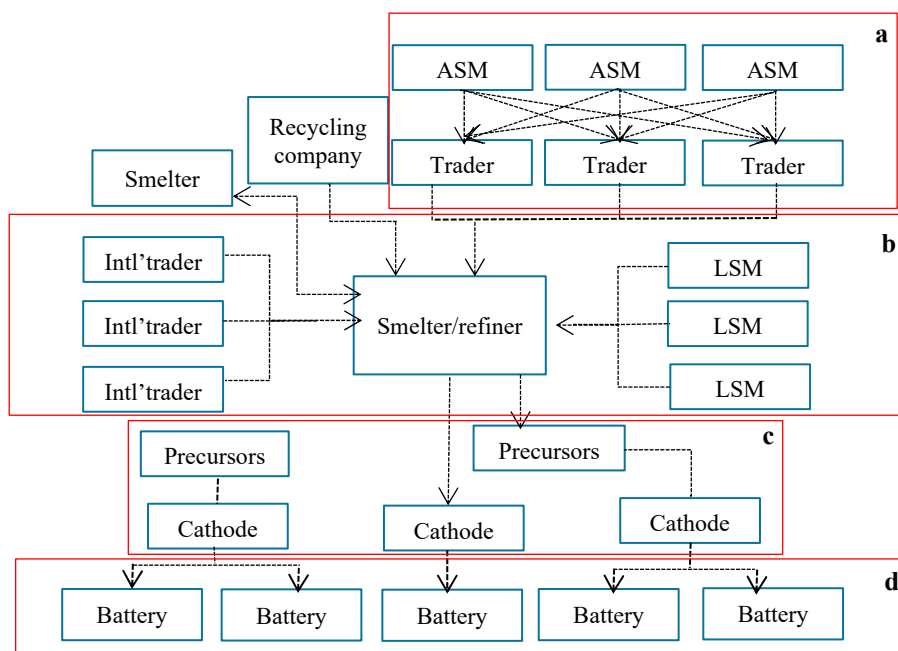 a
ASM
ASM
ASM
Recycling
company
Trader
Trader
Trader
Smelter
b
Intl’trader
LSM
Intl’trader
Smelter/refiner
LSM
Intl’trader
LSM
c
Precursors
Precursors
Cathode
Cathode
Cathode
d
Battery
Battery
Battery
Battery
Battery